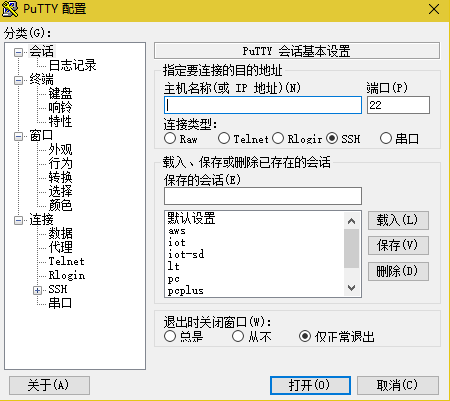 PuTTY 配置
分类(G):
会话
日志记录
终端
键盘
响铃
特性
窗口
外观
行为
转换
选择
颜色
连接
数据
代理
Telnet
Rlogin
SSH
串口
PuTTY 会话基本设置
指定要连接的目的地址
主机名称(或 IP 地址)(N) 端口(P)
22
连接类型:
Raw Telnet Rlogir SSH 串口
载入、保存或删除已存在的会话
保存的会话(E)
默认设置
aws
iot
iot-sd
lt
pc
pcplus
载入(L)
保存(V)
删除(D)
退出时关闭窗口(W):
总是 从不 仅正常退出
关于(A) 打开(O) 取消(C)